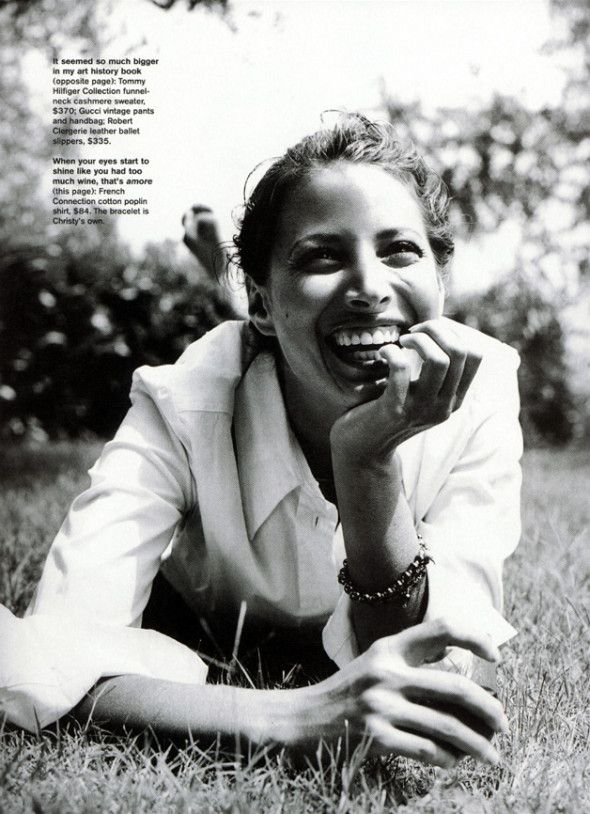 It seemed so much bigger
in my art history book
(opposite page): Tommy
Hilfiger Collection funnel-
neck cashmere sweater,
$370; Gucci vintage pants
and handbag; Robert
Clergerie leather ballet
slippers, $335.
When your eyes start to
shine like you had too
much wine, that's amore
(this page): French
Connection cotton poplin
shirt, $84. The bracelet is
Christy's own.